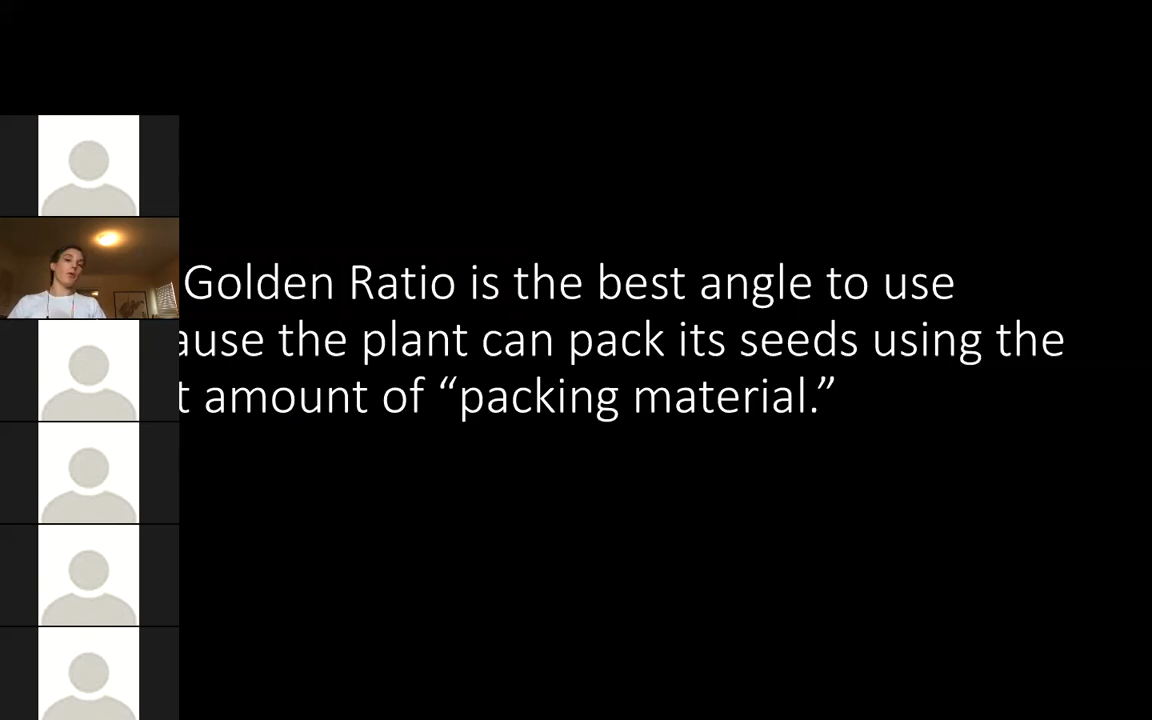 Golden Ratio is the best angle to use
ause the plant can pack its seeds using the
t amount of “packing material.”